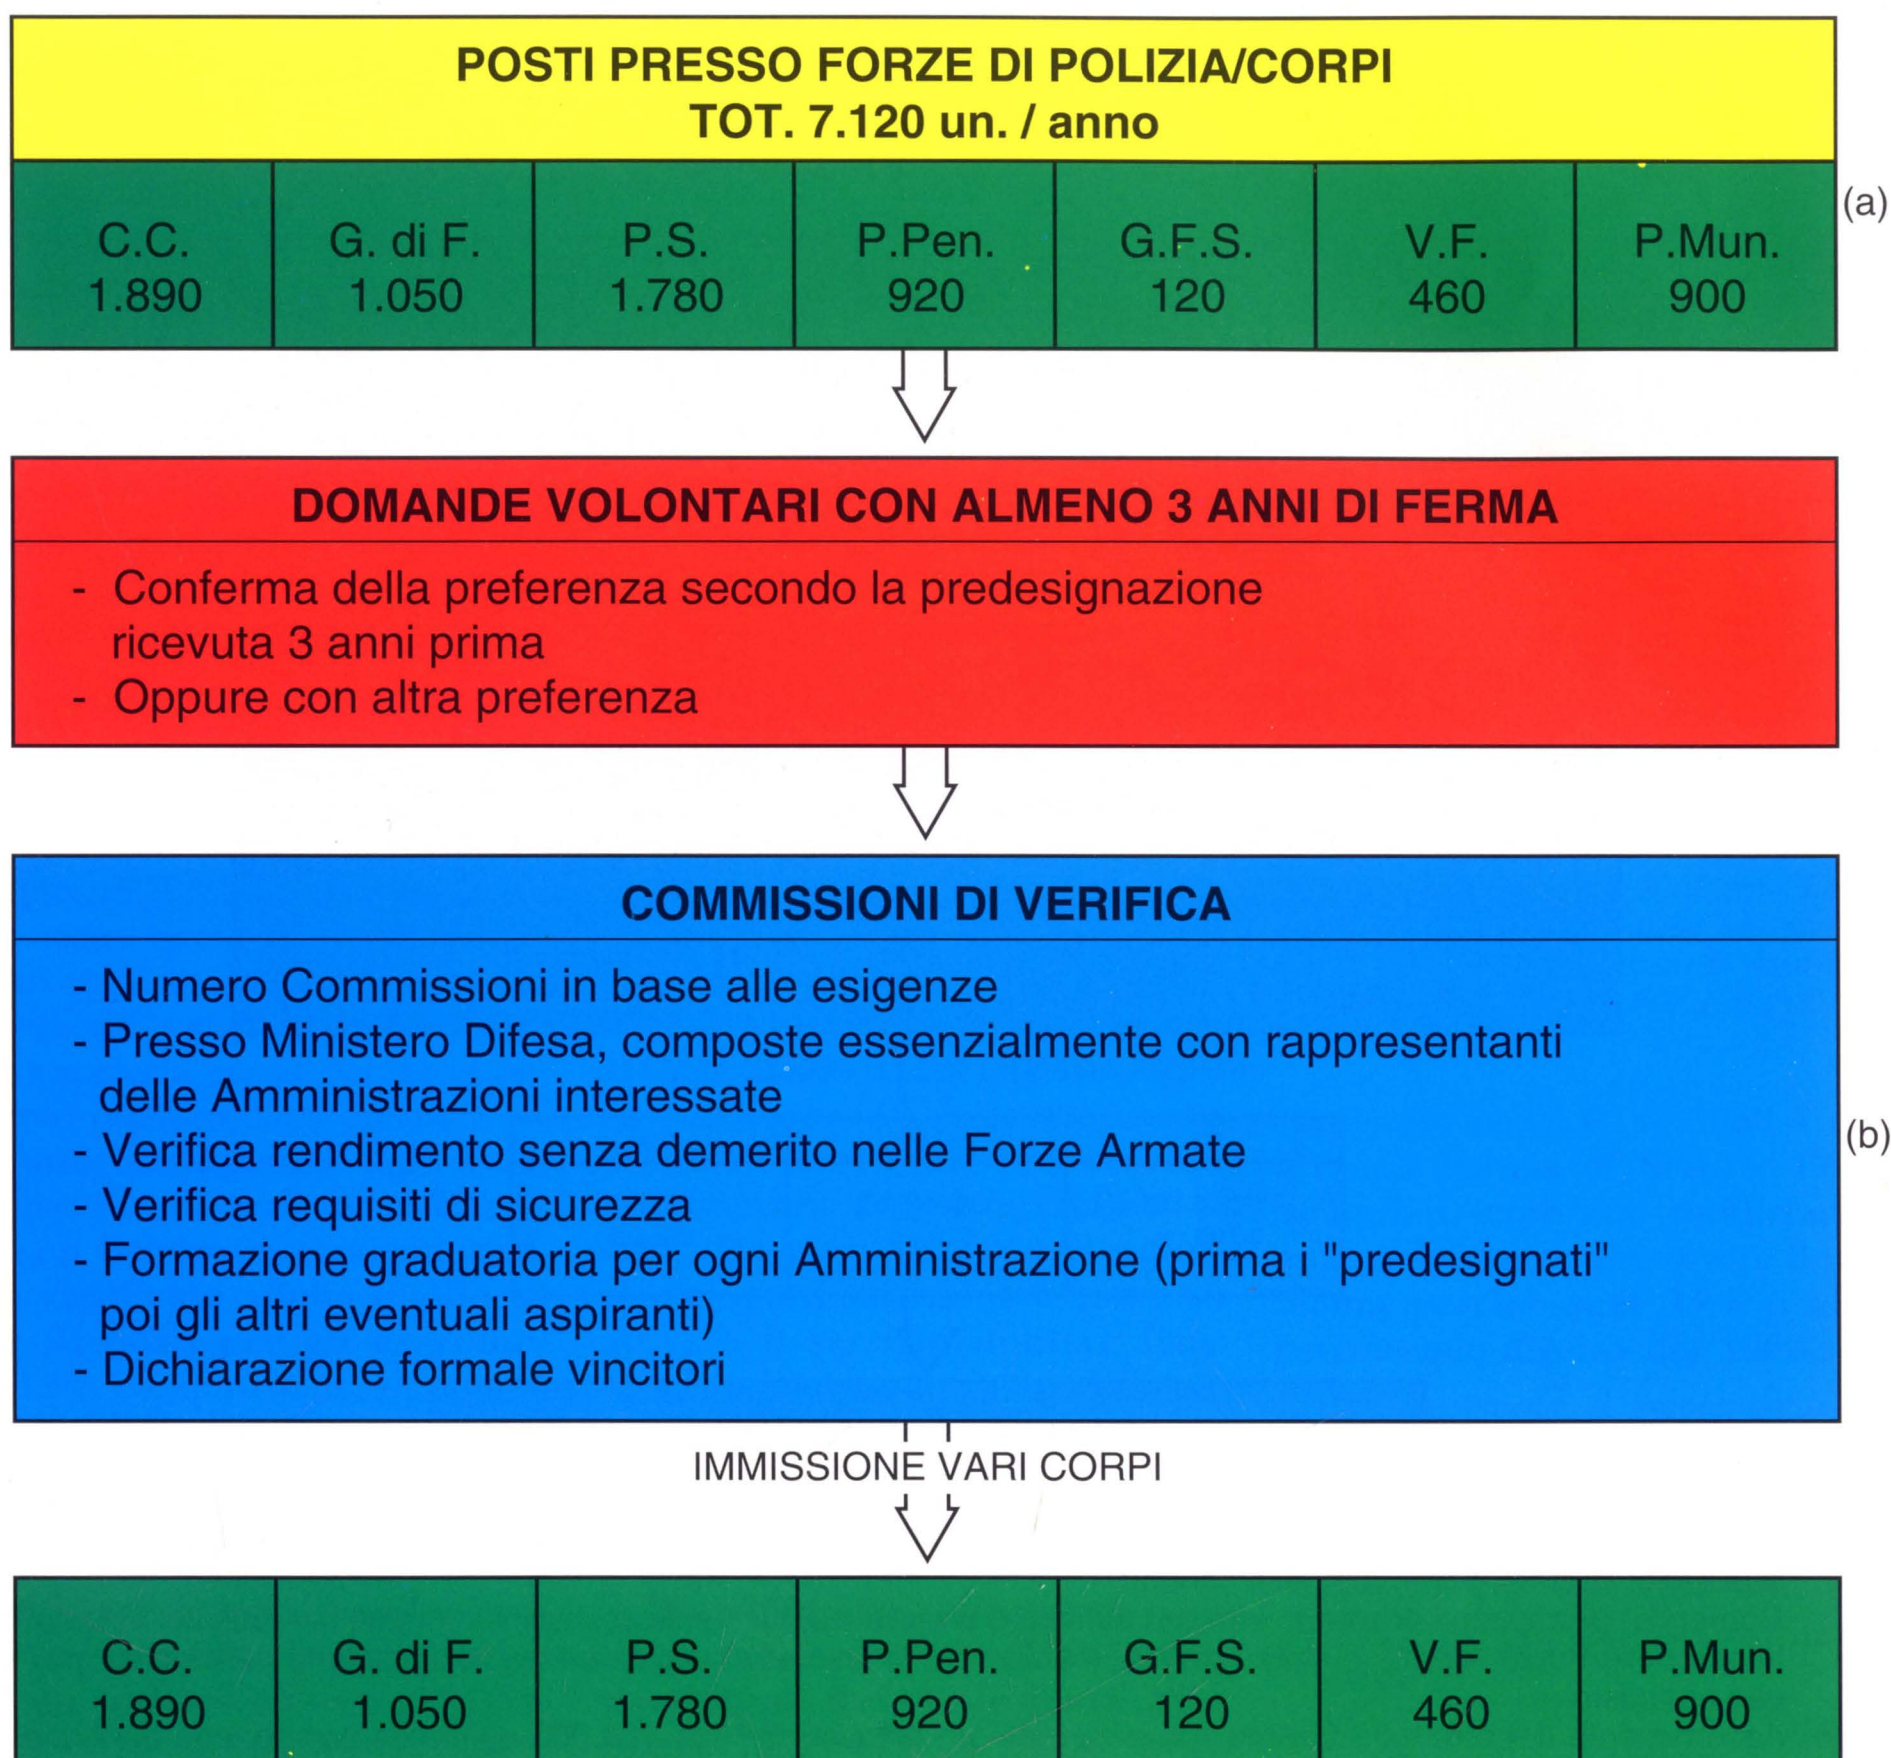 POSTI PRESSO FORZE DI POLIZIA/CORPI
TOT. 7.120 un. / anno
(a)
C.C. G. di F. P.S. P.Pen. G.F.S. V.F. P.Mun.
1.890 1.050 1.780 920 120 460 900
DOMANDE VOLONTARI CON ALMENO 3 ANNI DI FERMA
- Conferma della preferenza secondo la predesignazione
ricevuta 3 anni prima
- Oppure con altra preferenza
COMMISSIONI DI VERIFICA
- Numero Commissioni in base alle esigenze
- Presso Ministero Difesa, composte essenzialmente con rappresentanti
delle Amministrazioni interessate
(b)
- Verifica rendimento senza demerito nelle Forze Armate
- Verifica requisiti di sicurezza
- Formazione graduatoria per ogni Amministrazione (prima i "predesignati"
poi gli altri eventuali aspiranti)
- Dichiarazione formale vincitori
IMMISSIONE VARI CORPI
C.C. G. di F. P.S. P.Pen. G.F.S. V.F. P.Mun.
1.890 1.050 1.780 920 120 460 900